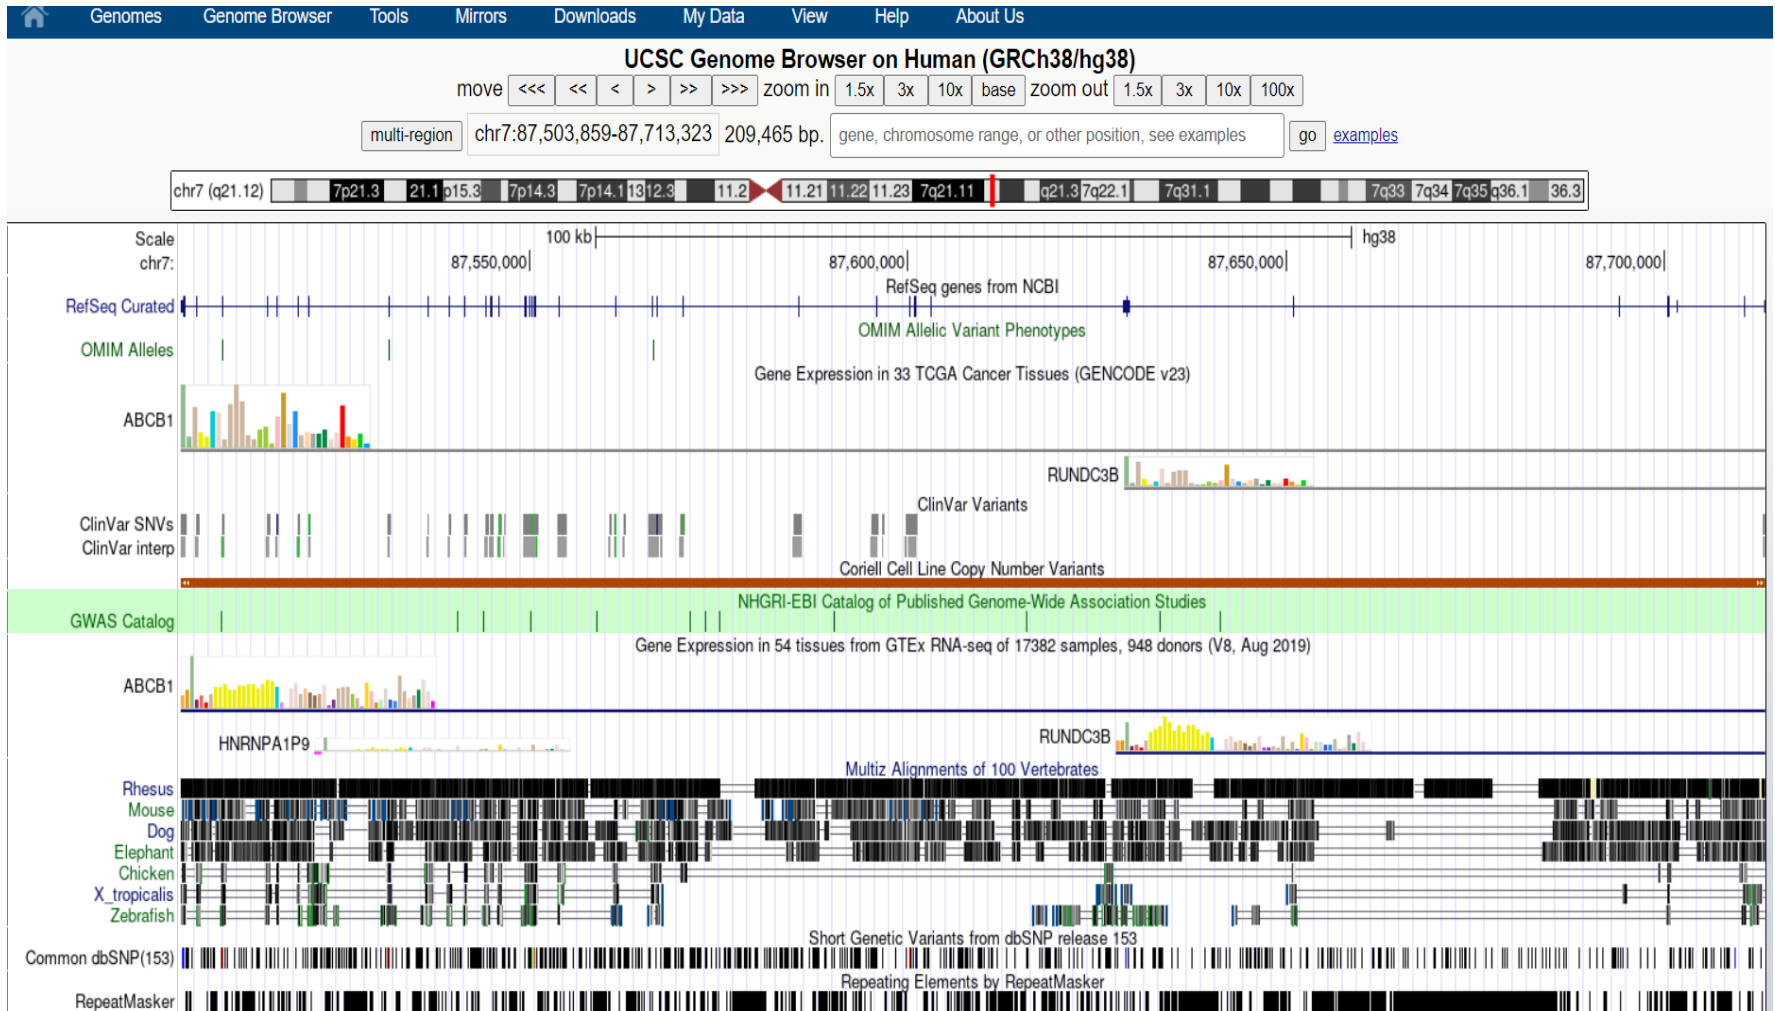 Genomes Genome Browser Tools Mirrors Downloads My Data View Help About Us
UCSC Genome Browser on Human (GRCh38/hg38)
move <<< << < > >> >>> zoom in 1.5x 3x 10x base zoom out 1.5x 3x 10x 100x
multi-region chr7:87,503,859-87,713,323 209,465 bp. gene, chromosome range, or other position, see examples go examples
chr7 (q21.12) 7p21.3 21.1 p15.3 7p14.3 7p14.1 13 12.3 11.2 11.21 11.22 11.23 7q21.11 q21.3 7q22.1 7q31.1 7q33 7q34 7q35 q36.1 36.3
Scale 100 kb hg38
chr7: 87,550,000 87,600,000 87,650,000 87,700,000
RefSeq genes from NCBI
RefSeq Curated
OMIM Allelic Variant Phenotypes
OMIM Alleles
Gene Expression in 33 TCGA Cancer Tissues (GENCODE v23)
ABCB1
RUNDC3B
ClinVar Variants
ClinVar SNVs
ClinVar interp
Coriell Cell Line Copy Number Variants
NHGRI-EBI Catalog of Published Genome-Wide Association Studies
GWAS Catalog
Gene Expression in 54 tissues from GTEx RNA-seq of 17382 samples, 948 donors (V8, Aug 2019)
ABCB1
HNRNPA1P9 RUNDC3B
Multiz Alignments of 100 Vertebrates
Rhesus
Mouse
Dog
Elephant
Chicken
X_tropicalis
Zebrafish
Short Genetic Variants from dbSNP release 153
Common dbSNP(153)
Repeating Elements by RepeatMasker
RepeatMasker